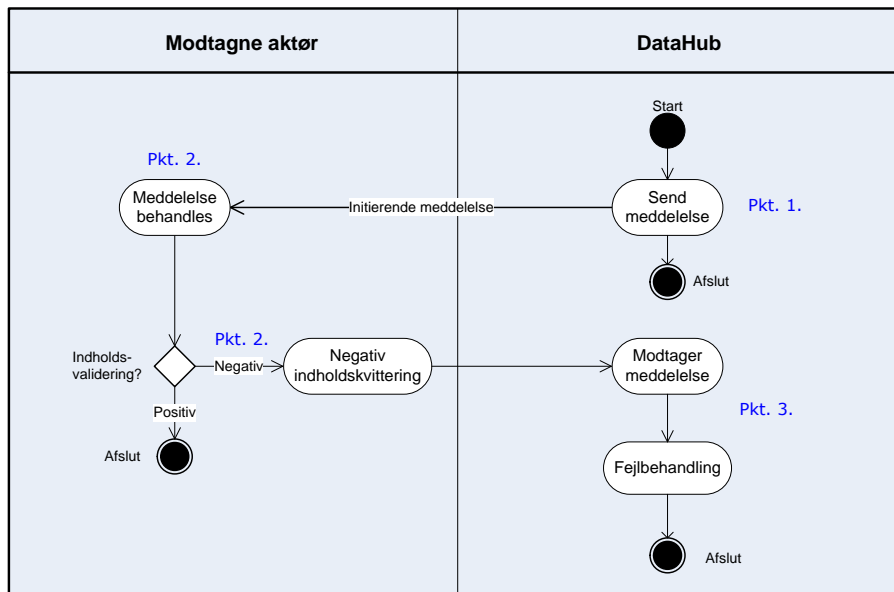 Modtagne aktør
DataHub
Start
Pkt. 2.
Meddelelse
behandles
Initierende meddelelse
Send
meddelelse
Pkt. 1.
Afslut
Pkt. 2.
Indholds-
validering?
Negativ
Negativ
indholdskvittering
Modtager
meddelelse
Positiv
Pkt. 3.
Afslut
Fejlbehandling
Afslut